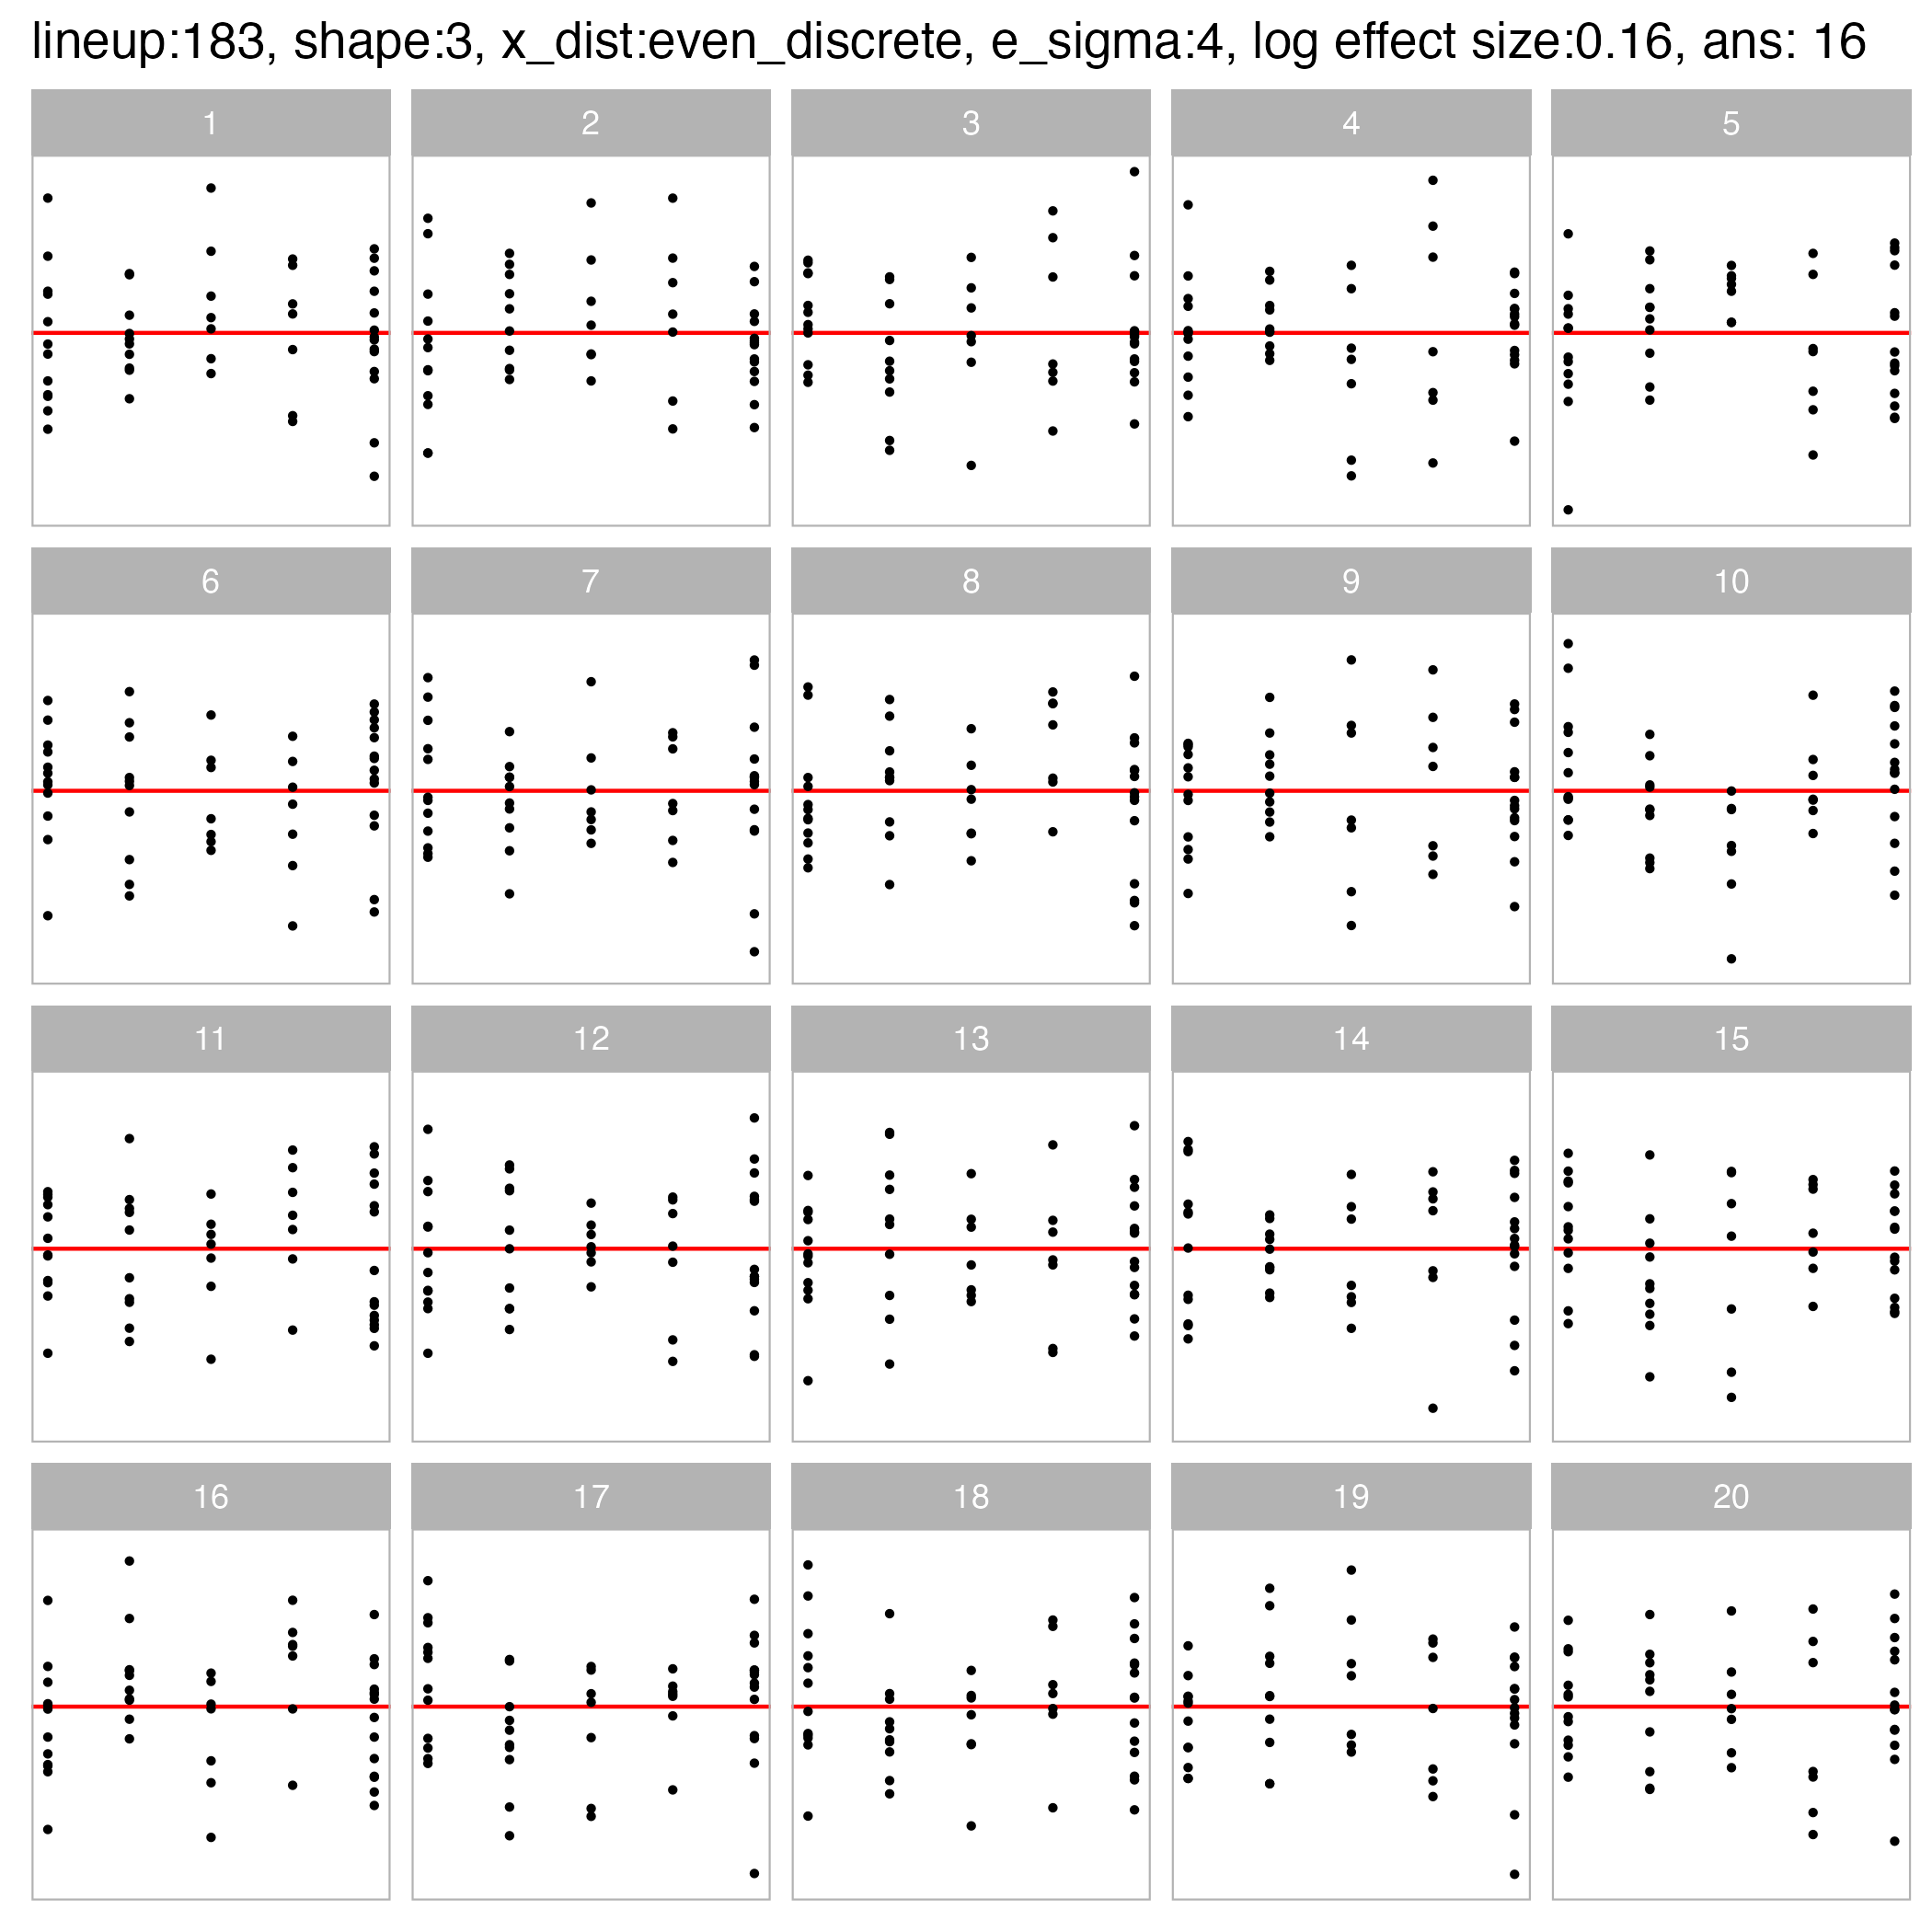 lineup:183, shape:3, x_dist:even_discrete, e_sigma:4, log effect size:0.16, ans: 16
1 2 3 4 5
6 7 8 9 10
11 12 13 14 15
16 17 18 19 20